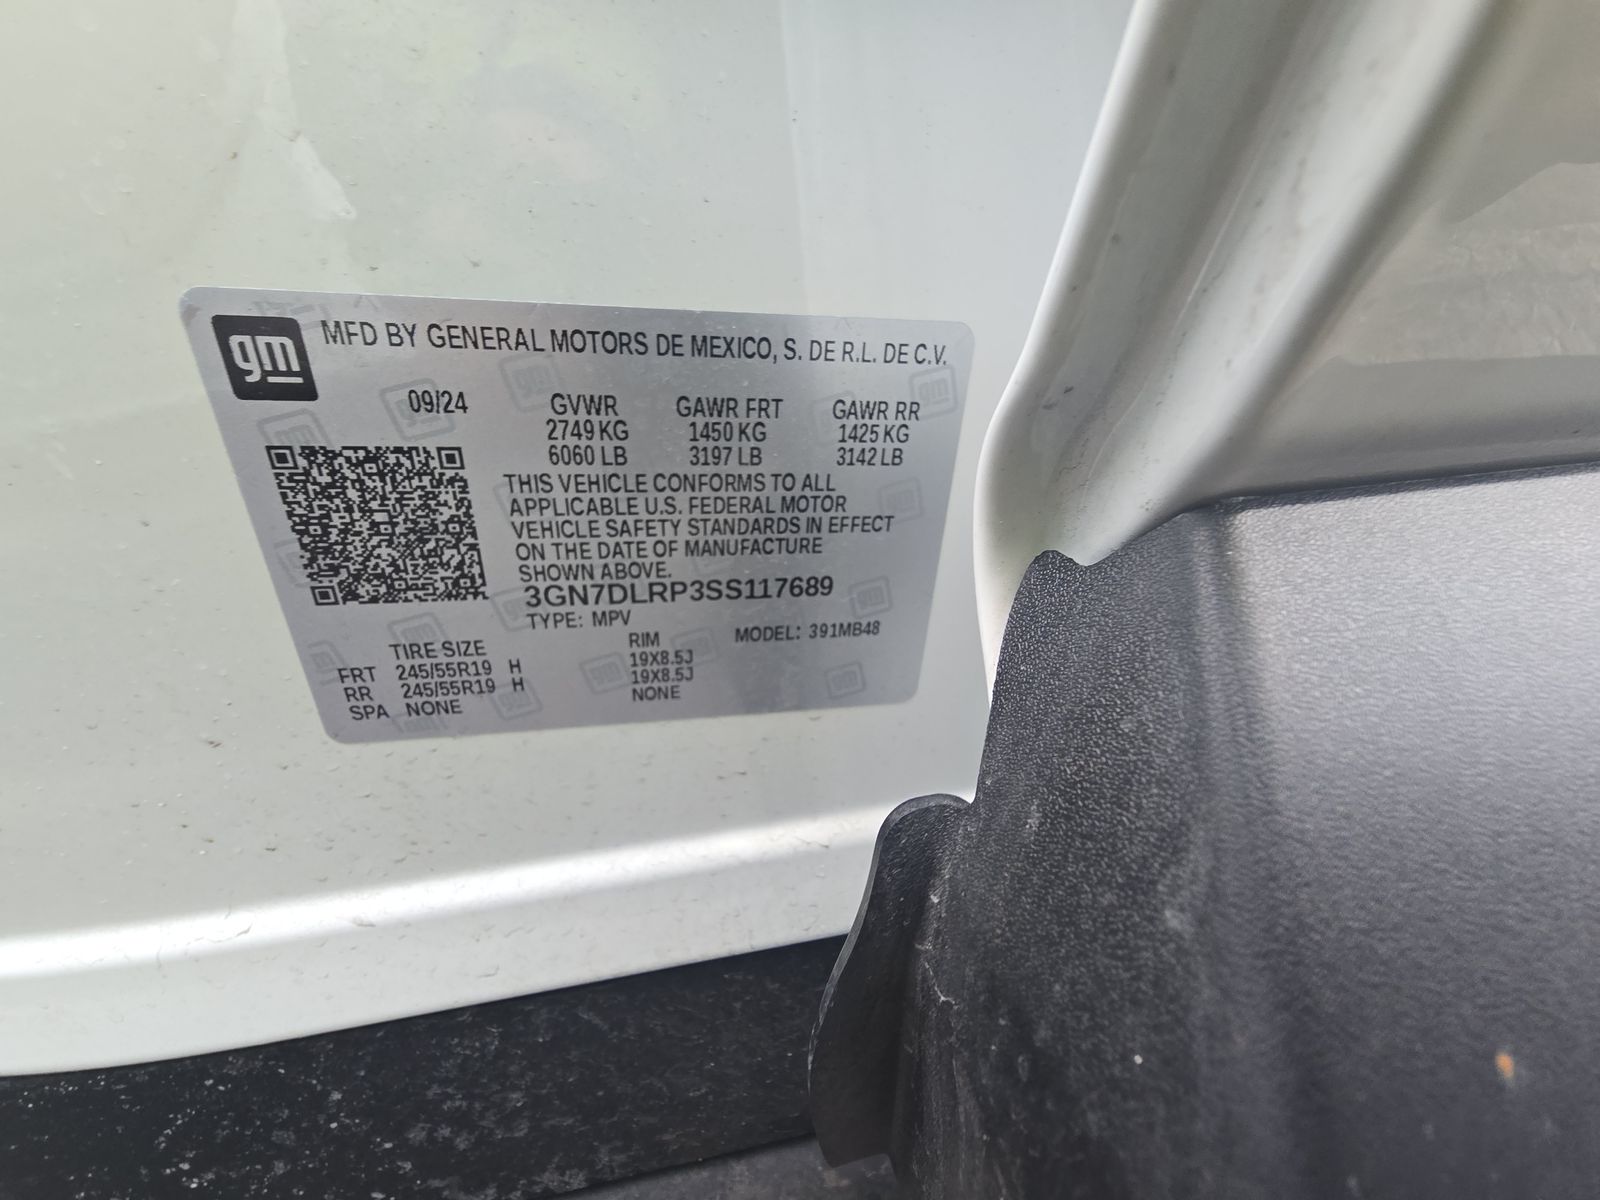 gm
MFD BY GENERAL MOTORS DE MEXICO, S. DE R.L. DE C.V.
09/24 GVWR GAWR FRT GAWR RR
2749 KG 1450 KG 1425 KG
6060 LB 3197 LB 3142 LB
THIS VEHICLE CONFORMS TO ALL
APPLICABLE U.S. FEDERAL MOTOR
VEHICLE SAFETY STANDARDS IN EFFECT
ON THE DATE OF MANUFACTURE
SHOWN ABOVE.
3GN7DLRP3SS117689
TYPE: MPV MODEL: 391MB48
TIRE SIZE RIM
FRT 245/55R19 H 19X8.5J
RR 245/55R19 H 19X8.5J
SPA NONE NONE